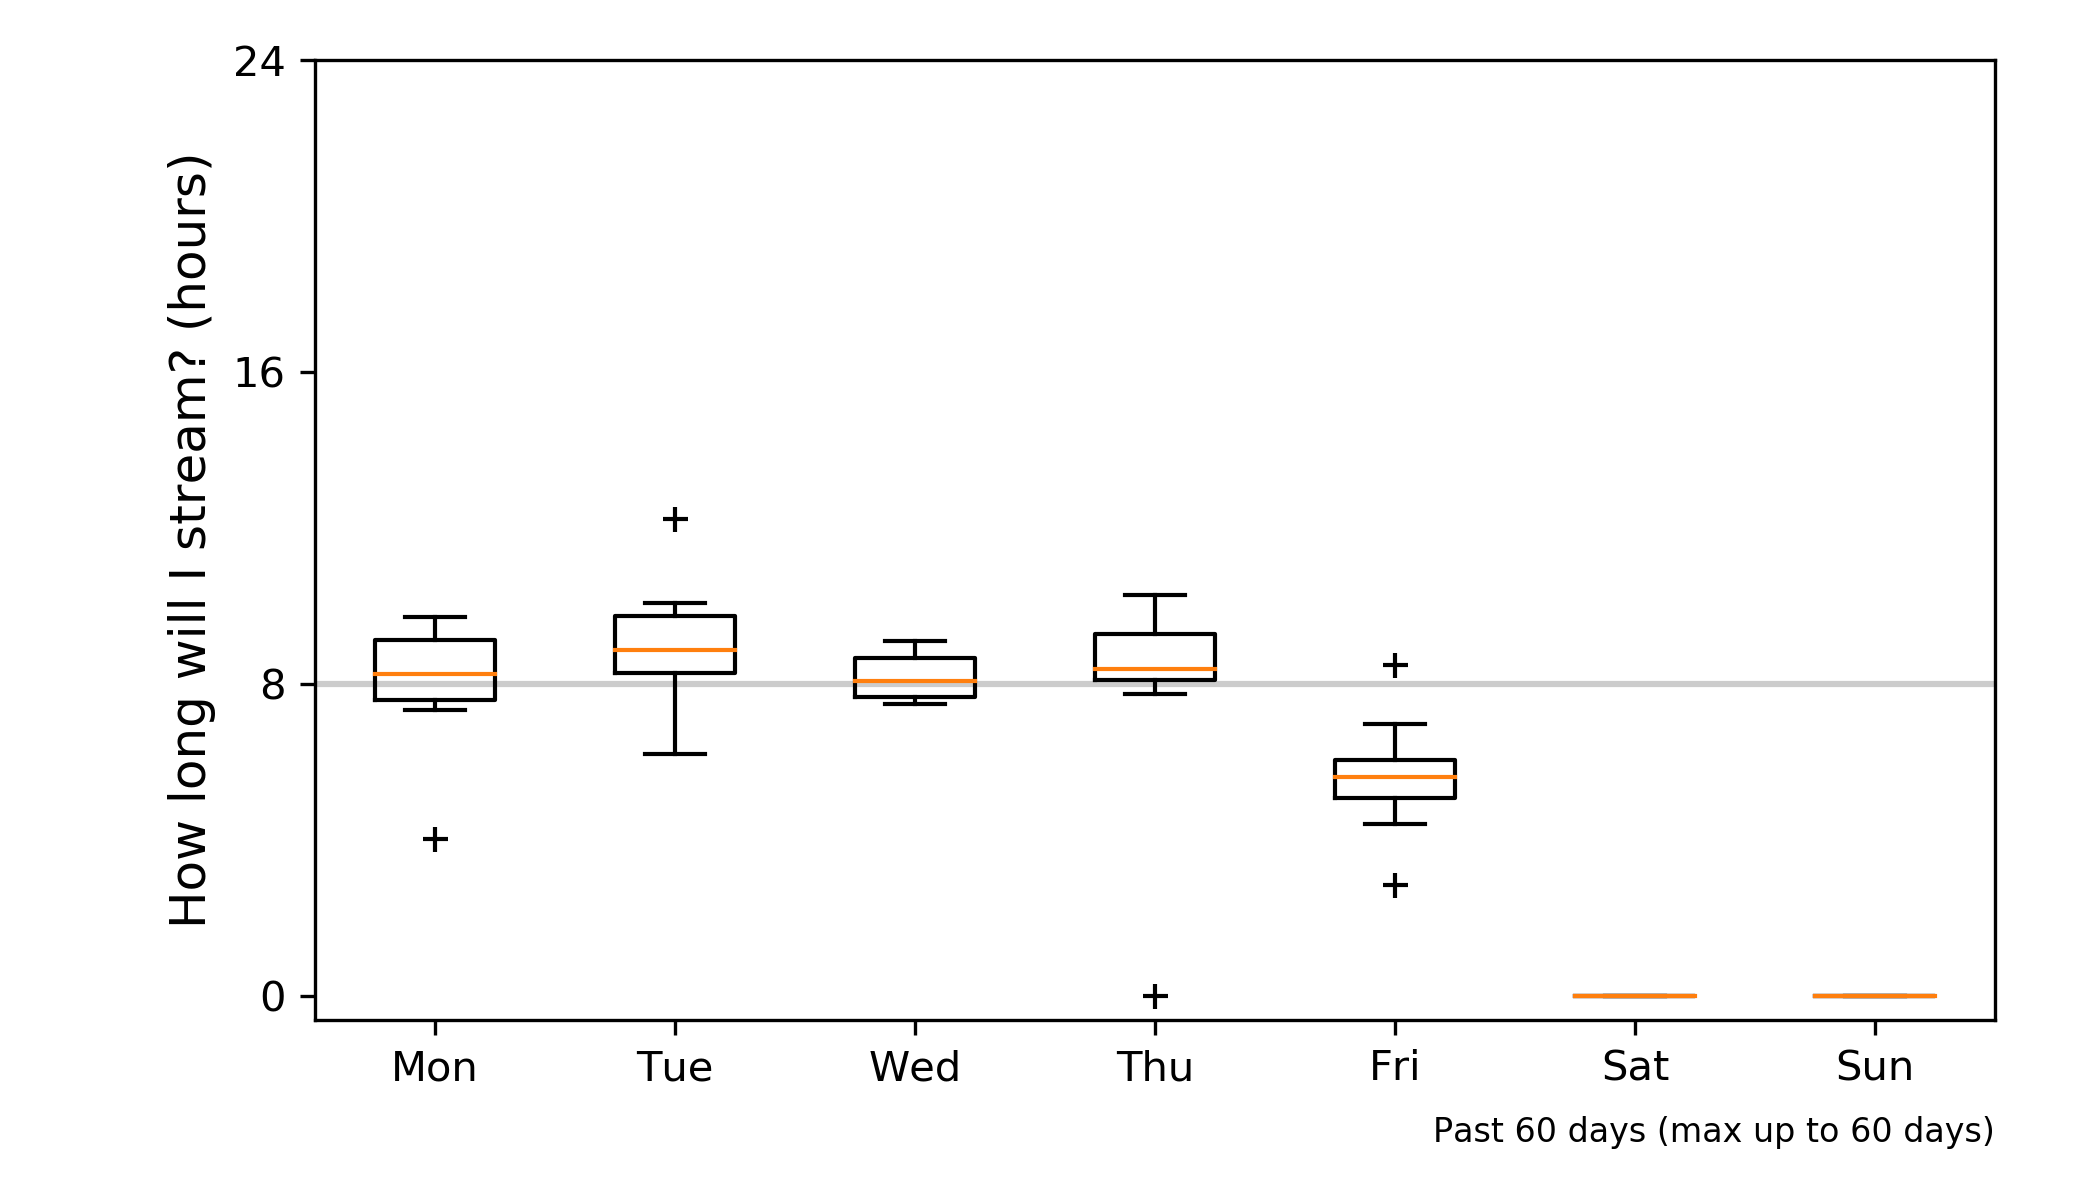 How long will I stream? (hours)
24
16
8
0
Mon Tue Wed Thu Fri Sat Sun
Past 60 days (max up to 60 days)